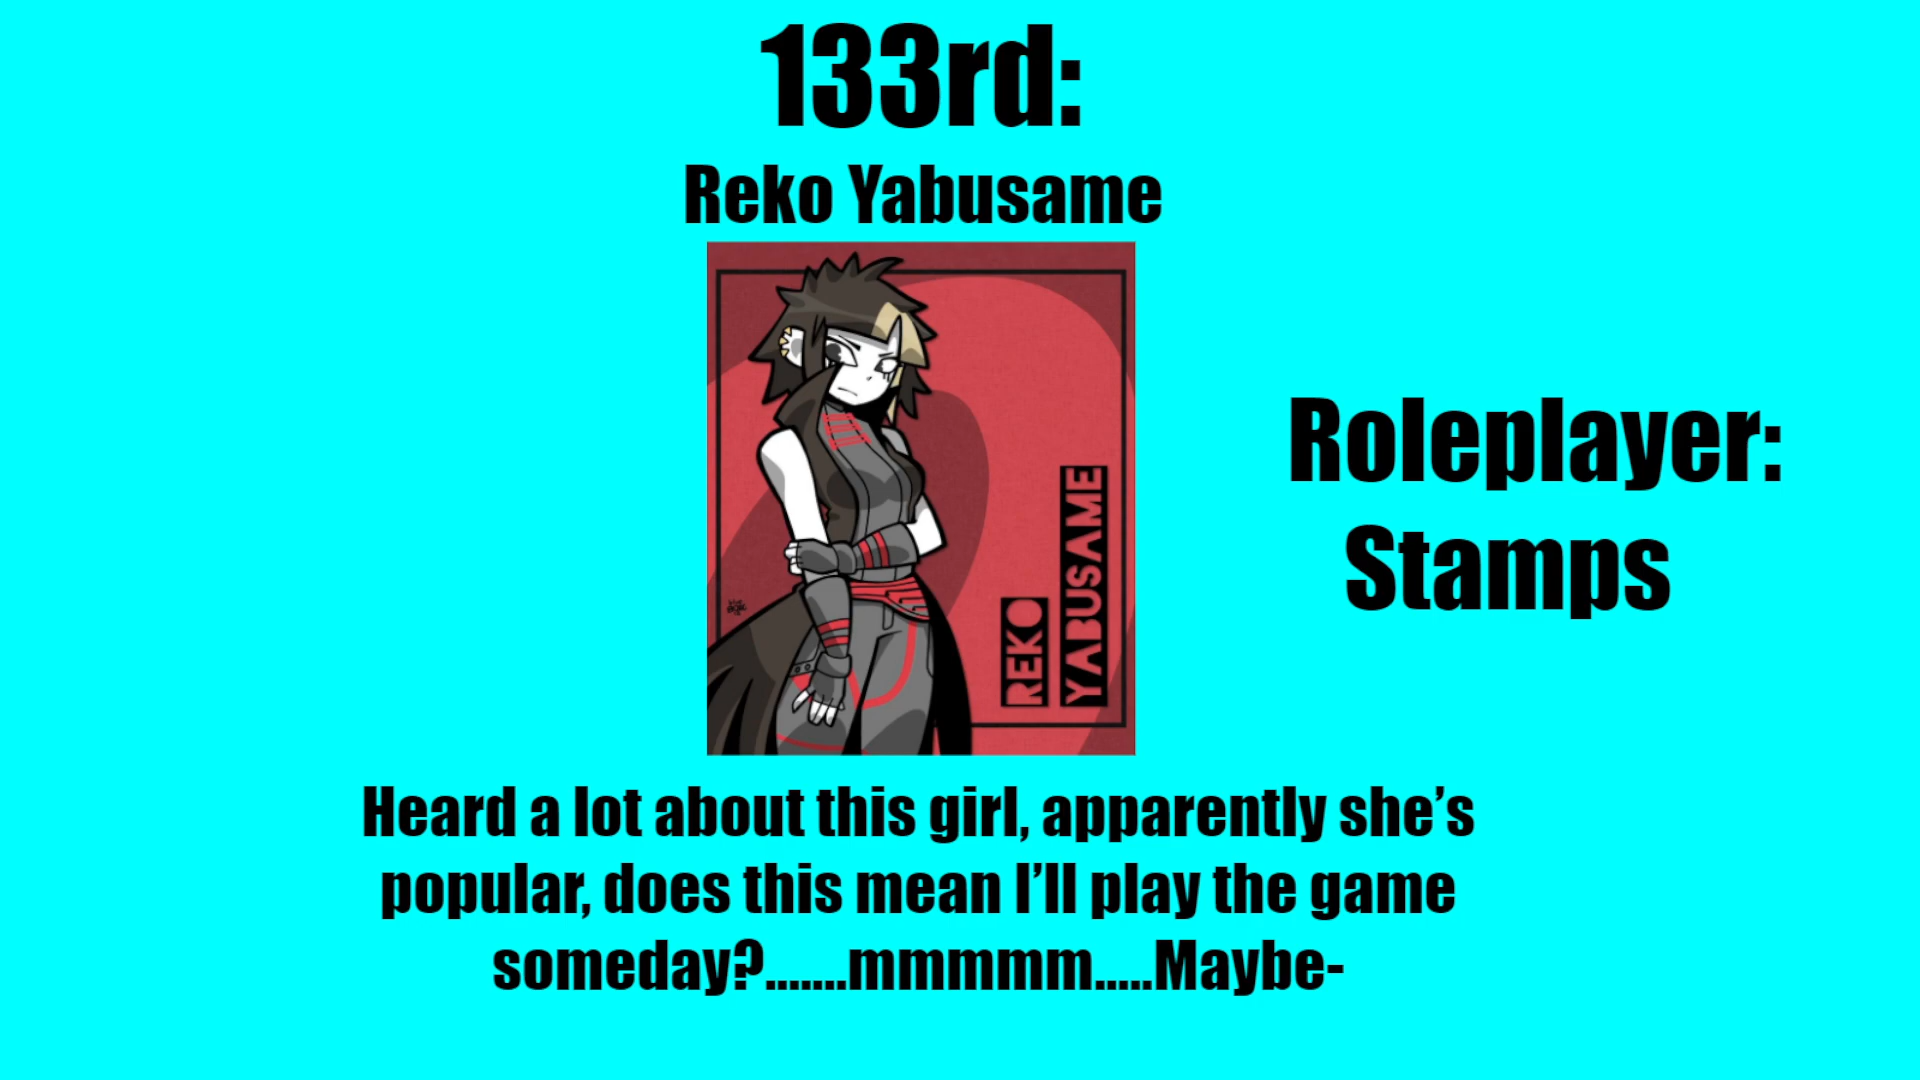 133rd:
Reko Yabusame
REKO
YABUSAME
Roleplayer:
Stamps
Heard a lot about this girl, apparently she’s
popular, does this mean I’ll play the game
someday?.......mmmmm.....Maybe-